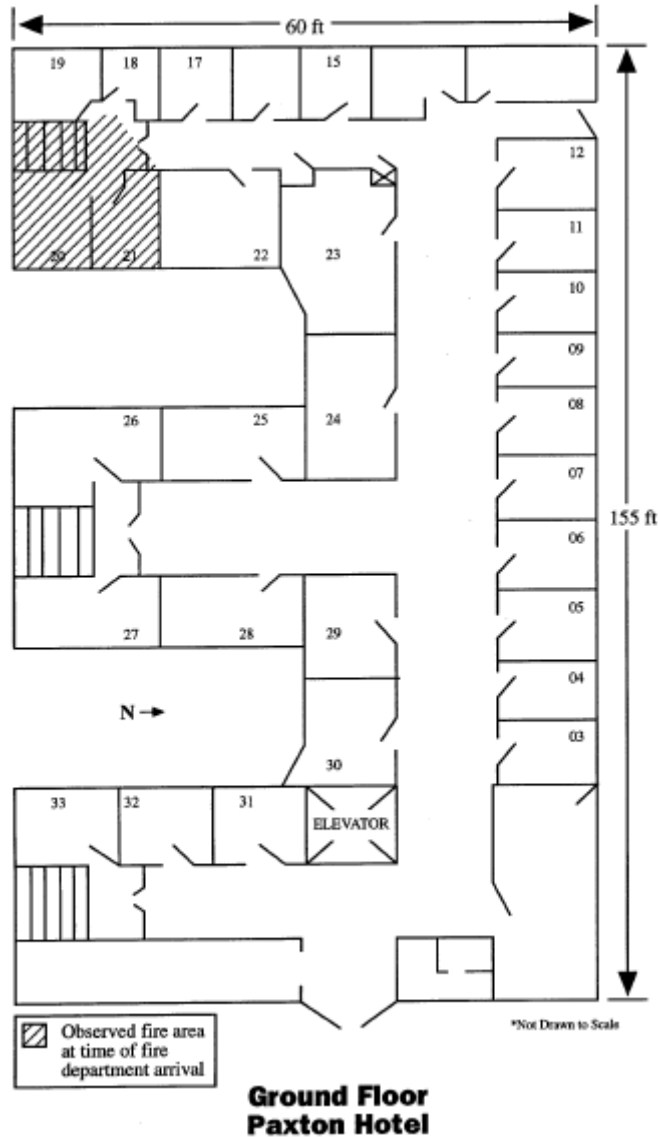 60 ft
19
18
17
15
12
11
20
21
22
23
10
09
08
26
25
24
07
155 ft
06
05
27
28
29
04
N
03
30
33
32
31
ELEVATOR
*Not Drawn to Scale
Observed fire area
at time of fire
department arrival
Ground Floor
Paxton Hotel